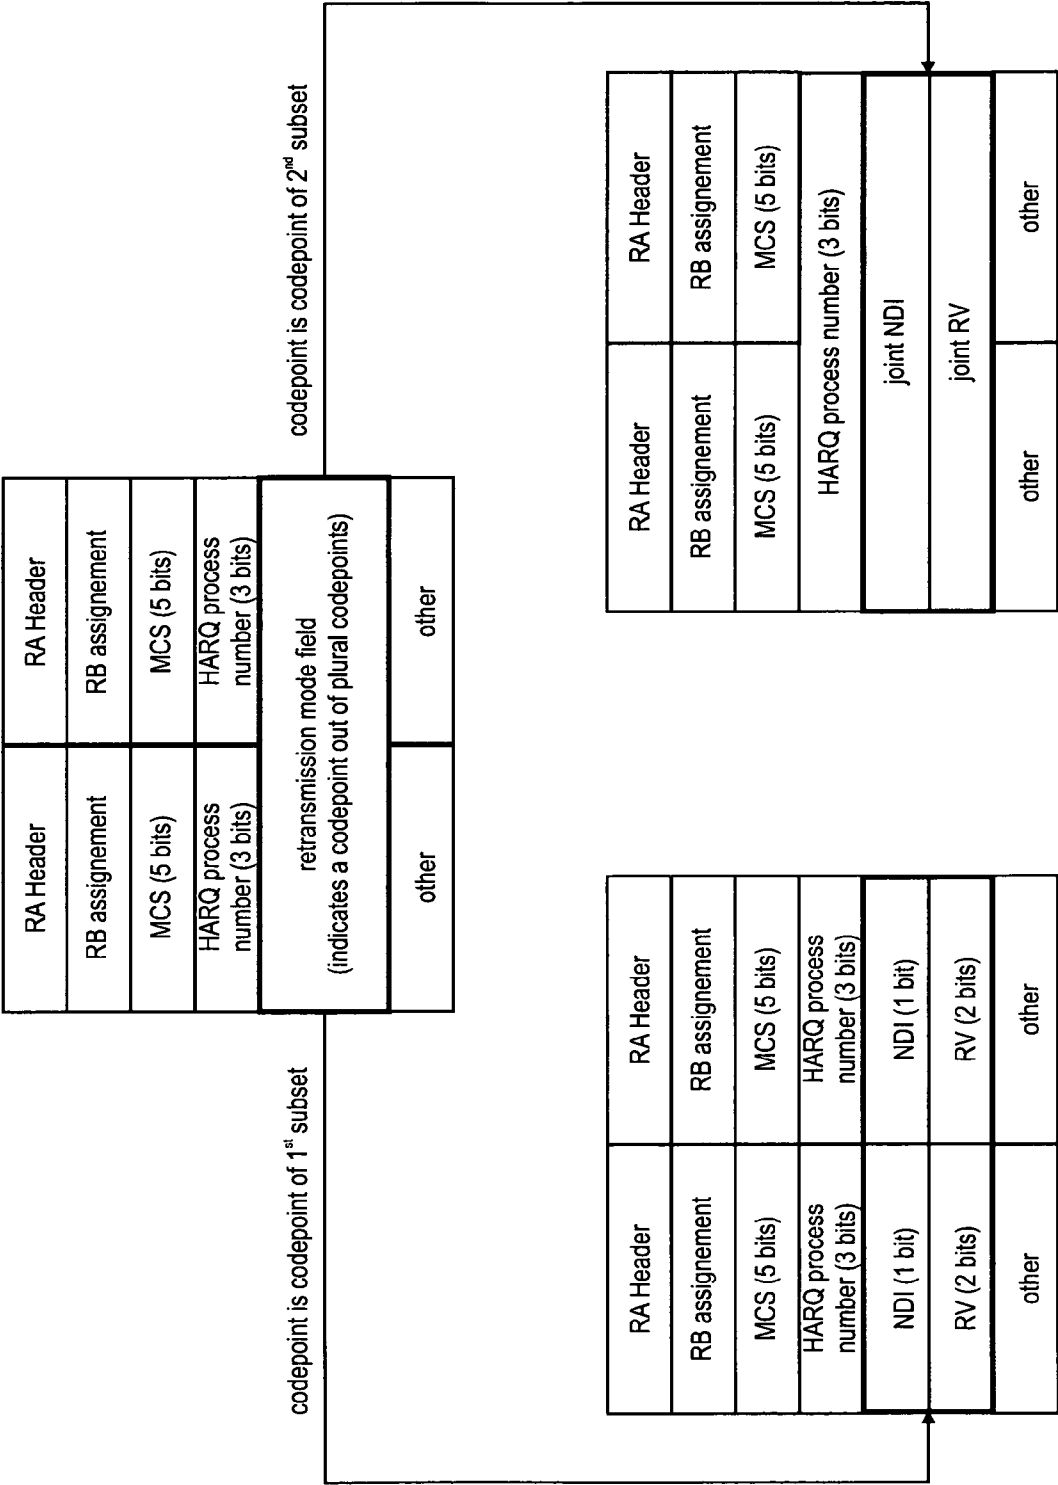 RA Header
RA Header
RB assignement
RB assignement
MCS (5 bits)
MCS (5 bits)
HARQ process
number (3 bits)
HARQ process
number (3 bits)
codepoint is codepoint of 1st subset
retransmission mode field
(indicates a codepoint out of plural codepoints)
codepoint is codepoint of 2nd subset
other
other
RA Header
RA Header
RB assignement
RB assignement
MCS (5 bits)
MCS (5 bits)
HARQ process
number (3 bits)
HARQ process
number (3 bits)
NDI (1 bit)
NDI (1 bit)
RV (2 bits)
RV (2 bits)
other
other
RA Header
RA Header
RB assignement
RB assignement
MCS (5 bits)
MCS (5 bits)
HARQ process number (3 bits)
joint NDI
joint RV
other
other